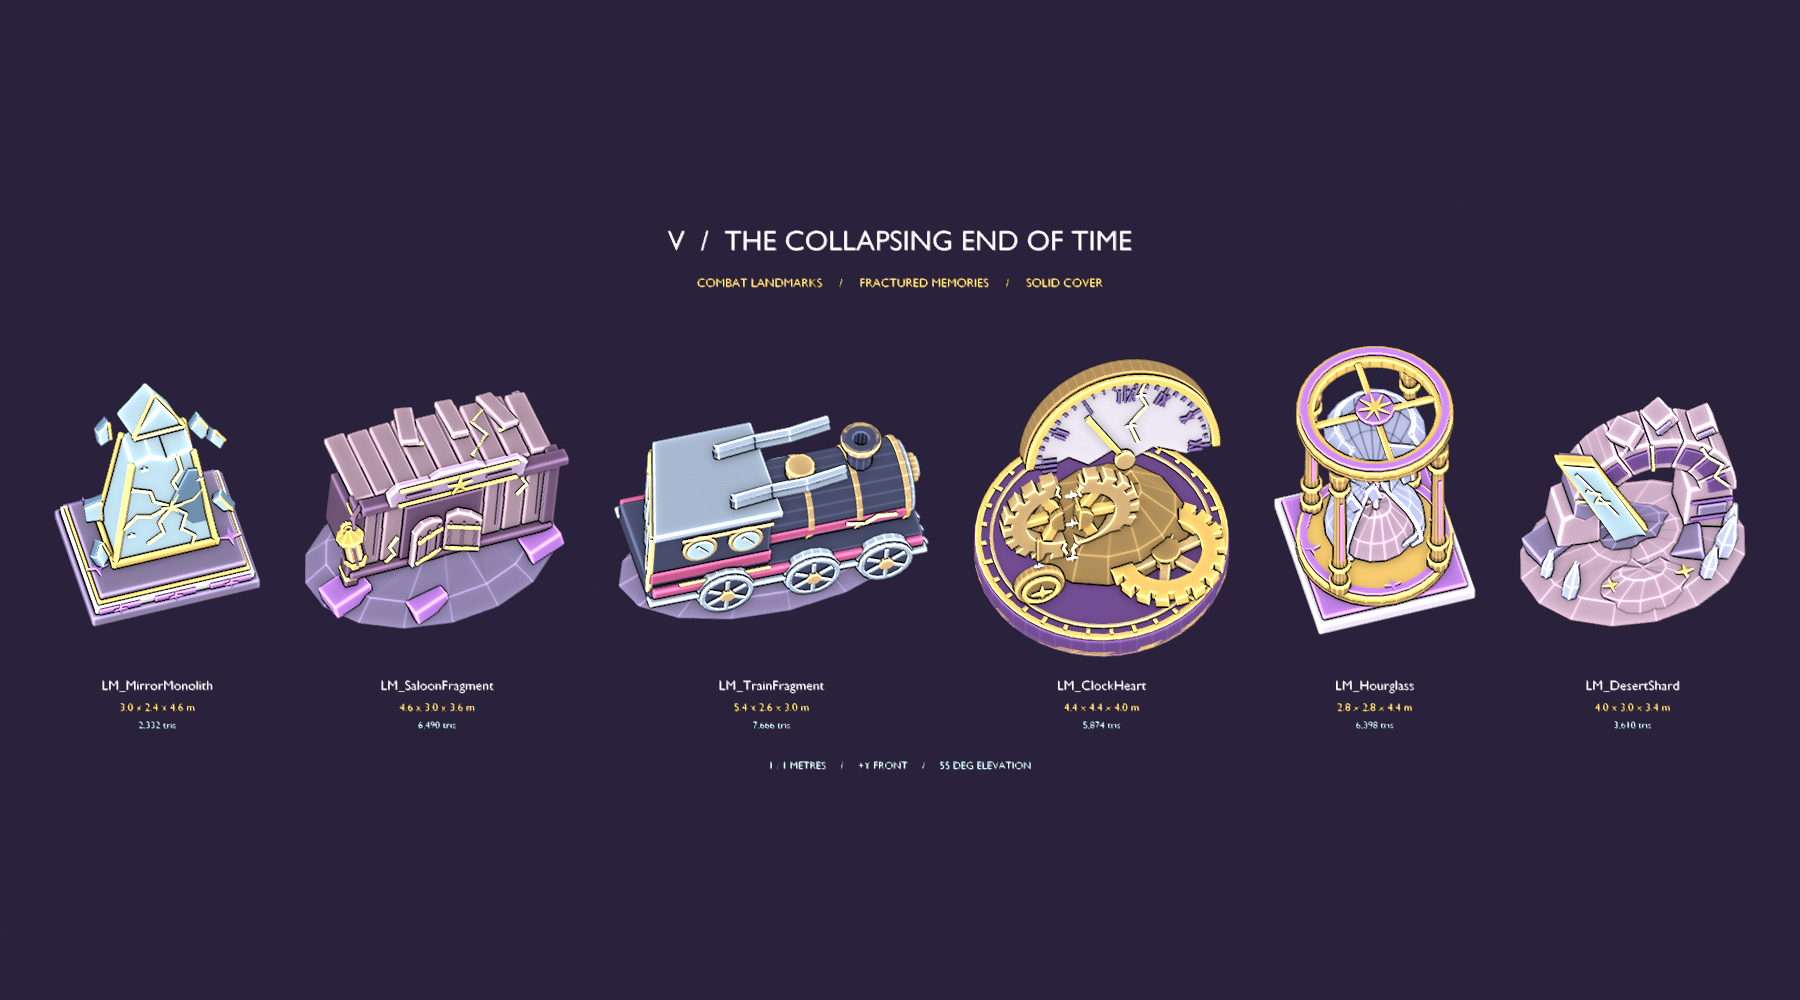 V / THE COLLAPSING END OF TIME
COMBAT LANDMARKS / FRACTURED MEMORIES / SOLID COVER
LM_MirrorMonolith
3.0 x 2.4 x 4.6 m
2,332 tris
LM_SaloonFragment
4.6 x 3.0 x 3.6 m
6,490 tris
LM_TrainFragment
5.4 x 2.6 x 3.0 m
7,666 tris
LM_ClockHeart
4.4 x 4.4 x 4.0 m
5,874 tris
LM_Hourglass
2.8 x 2.8 x 4.4 m
6,398 tris
LM_DesertShard
4.0 x 3.0 x 3.4 m
3,610 tris
1 : 1 METRES / +Y FRONT / 55 DEG ELEVATION